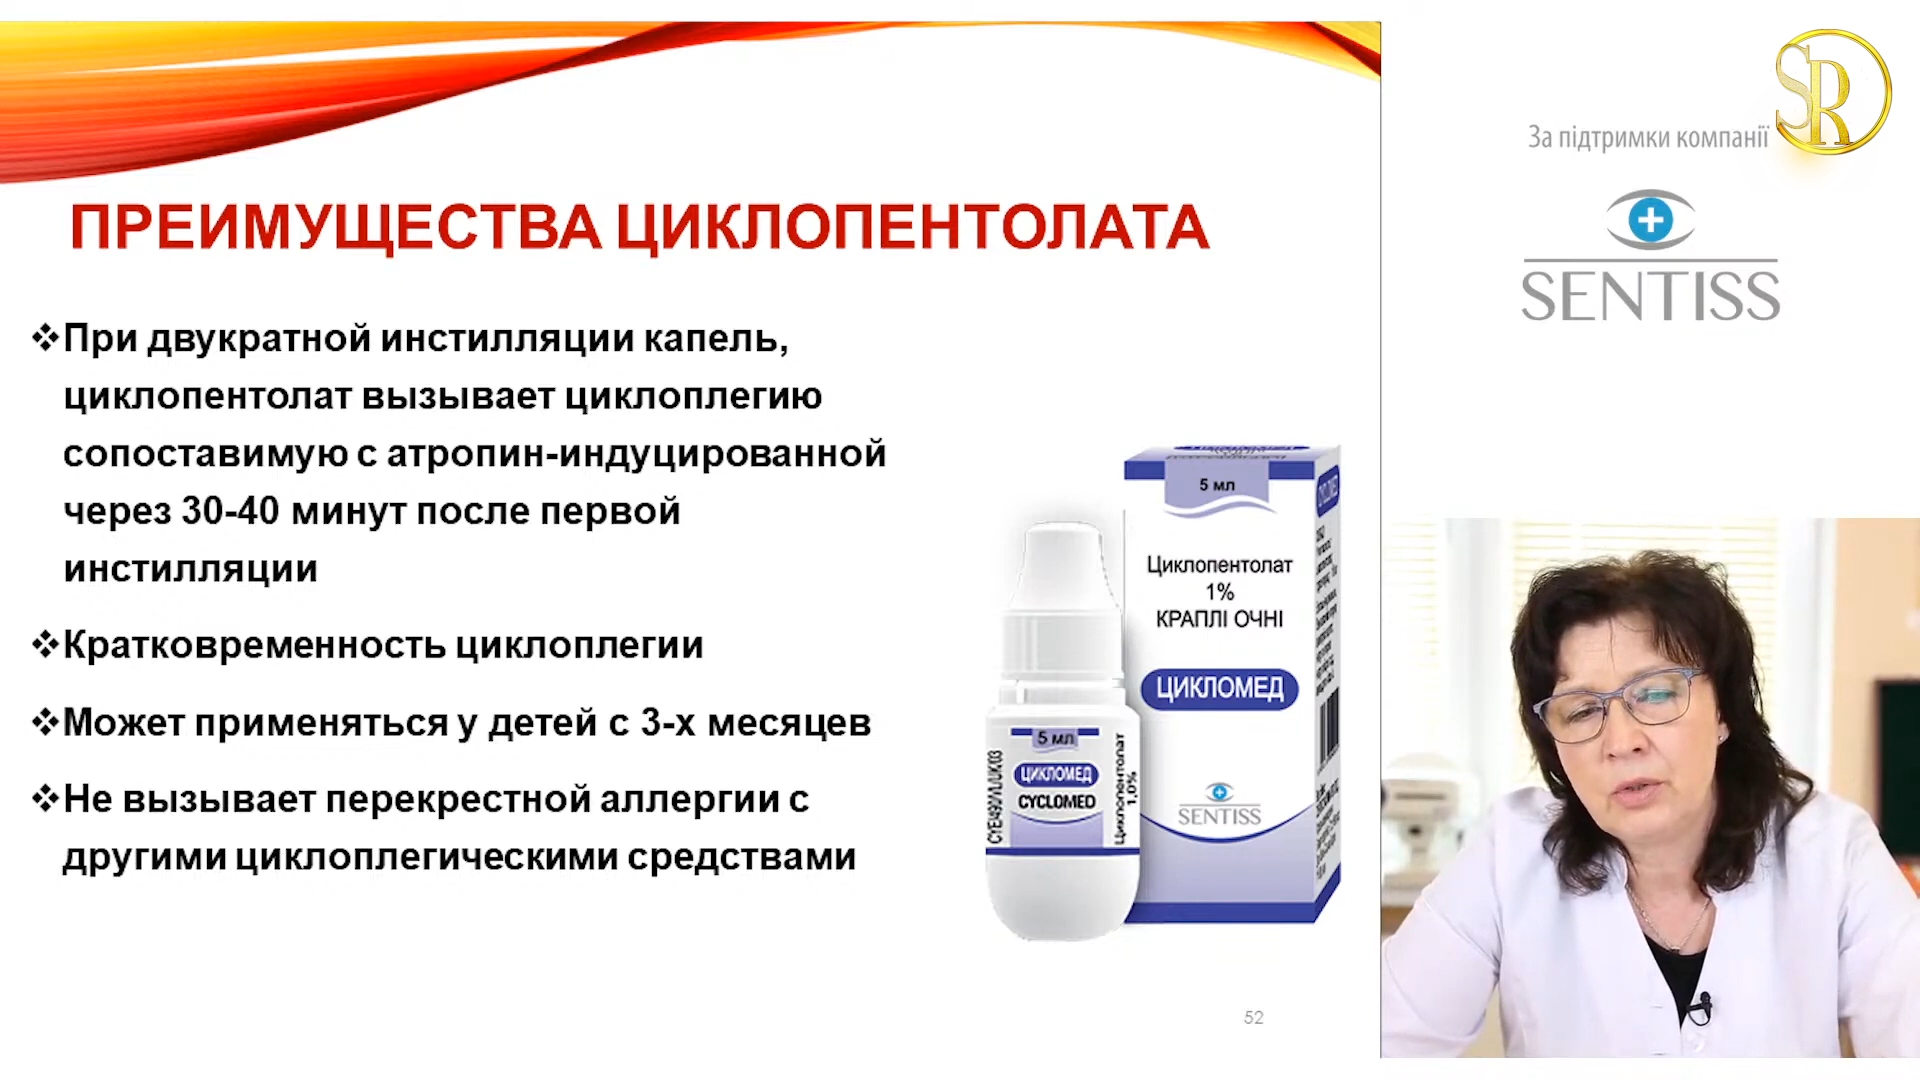 ПРЕИМУЩЕСТВА ЦИКЛОПЕНТОЛАТА
❖При двукратной инстилляции капель,
циклопентолат вызывает циклоплегию
сопоставимую с атропин-индуцированной
через 30-40 минут после первой
инстилляции
❖Кратковременность циклоплегии
❖Может применяться у детей с 3-х месяцев
❖Не вызывает перекрестной аллергии с
другими циклоплегическими средствами
5 мл
Циклопентолат
1%
КРАПЛІ ОЧНІ
ЦИКЛОМЕД
SENTISS
5 мл
ЦИКЛОМЕД
CYCLOMED
Циклопентолат
1,0%
52
За підтримки компанії
SR
SENTISS